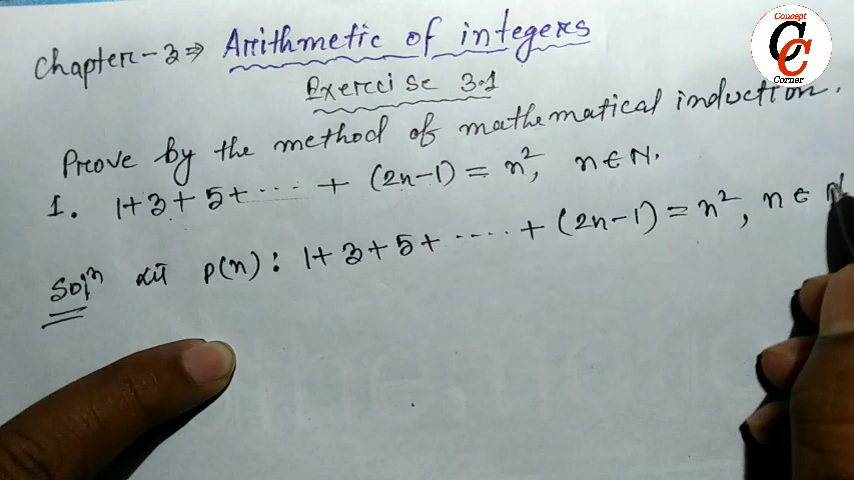 Concept
CC
Corner
Chapter-3⇒ Arithmetic of integers
Exercise 3.1
Prove by the method of mathematical induction.
1. 1+3+5+.....+(2n-1)=n², n∈N.
Solⁿ let P(n): 1+3+5+.....+(2n-1)=n², n∈N